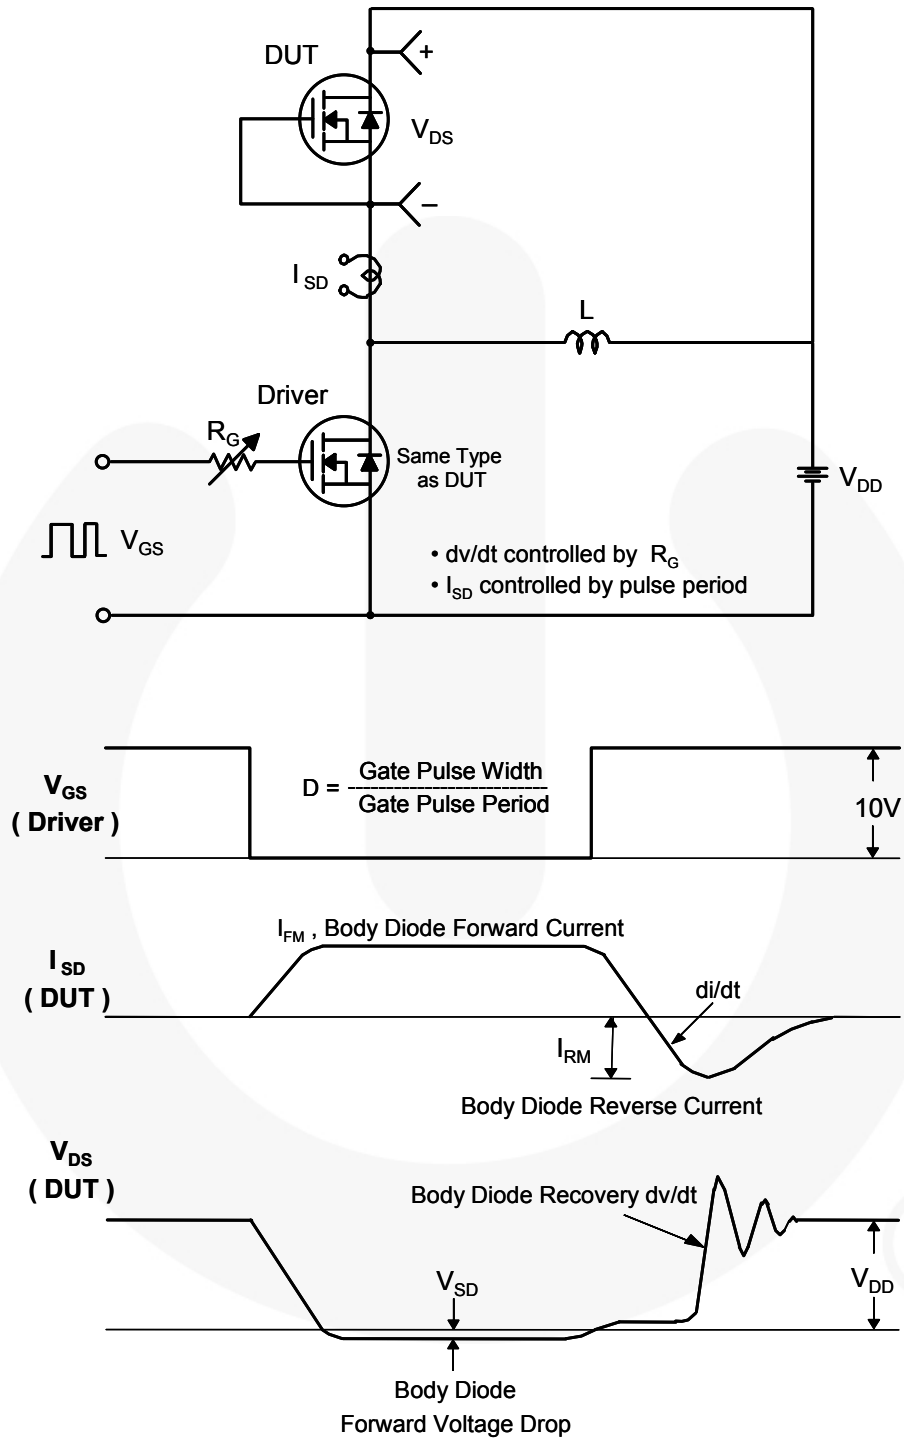 DUT
+
V_DS
–
I_SD
L
Driver
R_G
Same Type
as DUT
V_DD
V_GS
• dv/dt controlled by R_G
• I_SD controlled by pulse period
V_GS
( Driver )
D = Gate Pulse Width
Gate Pulse Period
10V
I_FM , Body Diode Forward Current
I_SD
( DUT )
di/dt
I_RM
Body Diode Reverse Current
V_DS
( DUT )
Body Diode Recovery dv/dt
V_SD
V_DD
Body Diode
Forward Voltage Drop